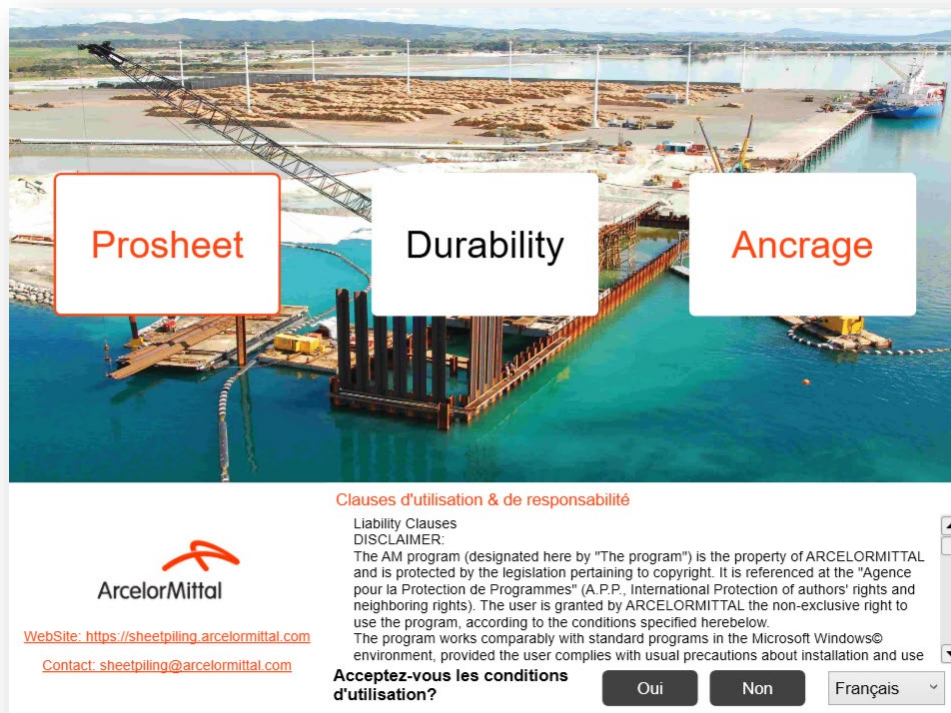 Prosheet
Durability
Ancrage
Clauses d'utilisation & de responsabilité
Liability Clauses
DISCLAIMER:
The AM program (designated here by "The program") is the property of ARCELORMITTAL
and is protected by the legislation pertaining to copyright. It is referenced at the "Agence
pour la Protection de Programmes" (A.P.P., International Protection of authors' rights and
neighboring rights). The user is granted by ARCELORMITTAL the non-exclusive right to
use the program, according to the conditions specified herebelow.
The program works comparably with standard programs in the Microsoft Windows©
environment, provided the user complies with usual precautions about installation and use
ArcelorMittal
WebSite: https://sheetpiling.arcelormittal.com
Contact: sheetpiling@arcelormittal.com
Acceptez-vous les conditions
d'utilisation?
Oui
Non
Français